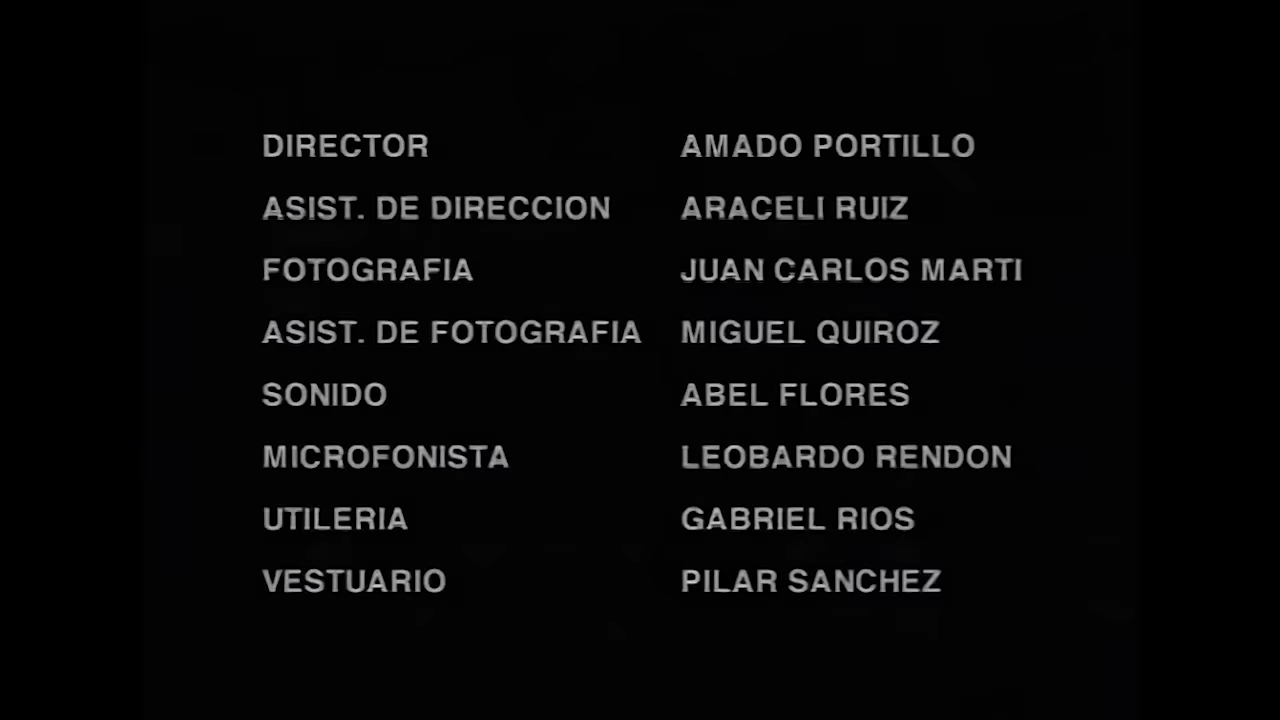 DIRECTOR AMADO PORTILLO
ASIST. DE DIRECCION ARACELI RUIZ
FOTOGRAFIA JUAN CARLOS MARTI
ASIST. DE FOTOGRAFIA MIGUEL QUIROZ
SONIDO ABEL FLORES
MICROFONISTA LEOBARDO RENDON
UTILERIA GABRIEL RIOS
VESTUARIO PILAR SANCHEZ